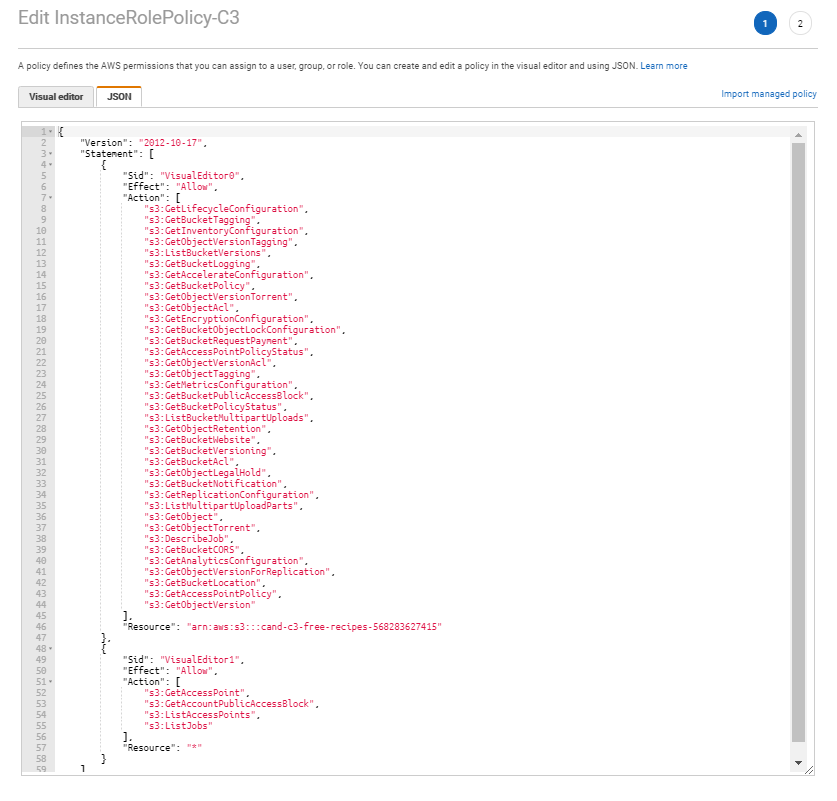 Edit InstanceRolePolicy-C3
1
2
A policy defines the AWS permissions that you can assign to a user, group, or role. You can create and edit a policy in the visual editor and using JSON. Learn more
Visual editor
JSON
Import managed policy
1 {
2 "Version": "2012-10-17",
3 "Statement": [
4 {
5 "Sid": "VisualEditor0",
6 "Effect": "Allow",
7 "Action": [
8 "s3:GetLifecycleConfiguration",
9 "s3:GetBucketTagging",
10 "s3:GetInventoryConfiguration",
11 "s3:GetObjectVersionTagging",
12 "s3:ListBucketVersions",
13 "s3:GetBucketLogging",
14 "s3:GetAccelerateConfiguration",
15 "s3:GetBucketPolicy",
16 "s3:GetObjectVersionTorrent",
17 "s3:GetObjectAcl",
18 "s3:GetEncryptionConfiguration",
19 "s3:GetBucketObjectLockConfiguration",
20 "s3:GetBucketRequestPayment",
21 "s3:GetAccessPointPolicyStatus",
22 "s3:GetObjectVersionAcl",
23 "s3:GetObjectTagging",
24 "s3:GetMetricsConfiguration",
25 "s3:GetBucketPublicAccessBlock",
26 "s3:GetBucketPolicyStatus",
27 "s3:ListBucketMultipartUploads",
28 "s3:GetObjectRetention",
29 "s3:GetBucketWebsite",
30 "s3:GetBucketVersioning",
31 "s3:GetBucketAcl",
32 "s3:GetObjectLegalHold",
33 "s3:GetBucketNotification",
34 "s3:GetReplicationConfiguration",
35 "s3:ListMultipartUploadParts",
36 "s3:GetObject",
37 "s3:GetObjectTorrent",
38 "s3:DescribeJob",
39 "s3:GetBucketCORS",
40 "s3:GetAnalyticsConfiguration",
41 "s3:GetObjectVersionForReplication",
42 "s3:GetBucketLocation",
43 "s3:GetAccessPointPolicy",
44 "s3:GetObjectVersion"
45 ],
46 "Resource": "arn:aws:s3:::cand-c3-free-recipes-568283627415"
47 },
48 {
49 "Sid": "VisualEditor1",
50 "Effect": "Allow",
51 "Action": [
52 "s3:GetAccessPoint",
53 "s3:GetAccountPublicAccessBlock",
54 "s3:ListAccessPoints",
55 "s3:ListJobs"
56 ],
57 "Resource": "*"
58 }
59 ]